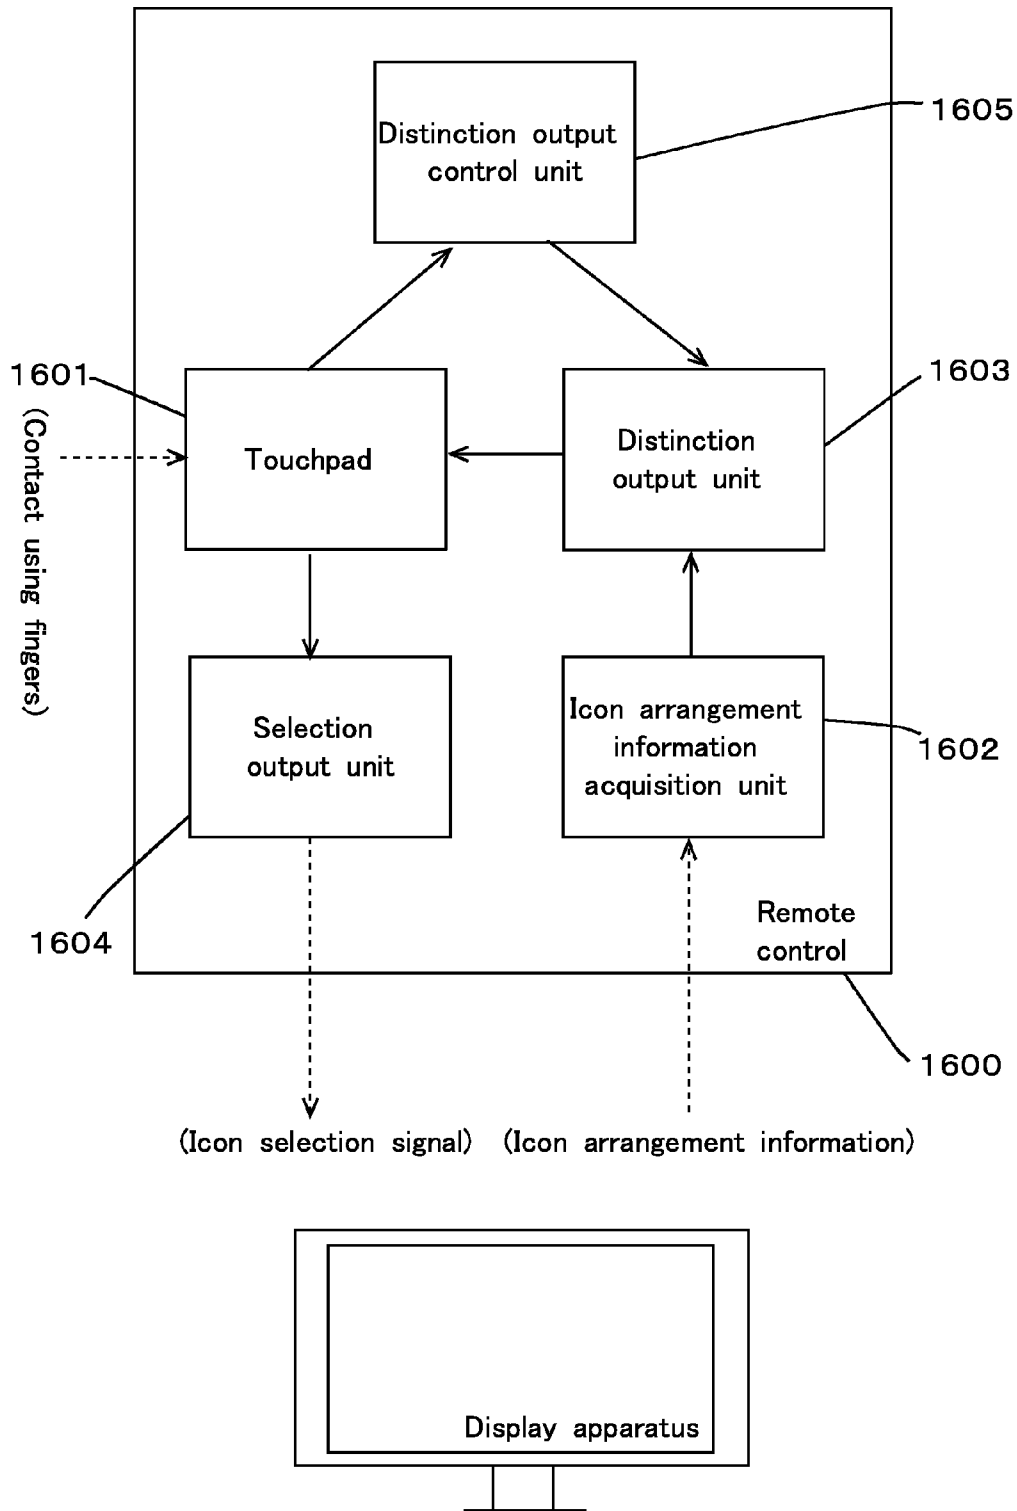 Distinction output
control unit
1605
1601
(Contact using fingers)
Touchpad
Distinction
output unit
1603
Selection
output unit
Icon arrangement
information
acquisition unit
1602
1604
Remote
control
1600
(Icon selection signal)
(Icon arrangement information)
Display apparatus